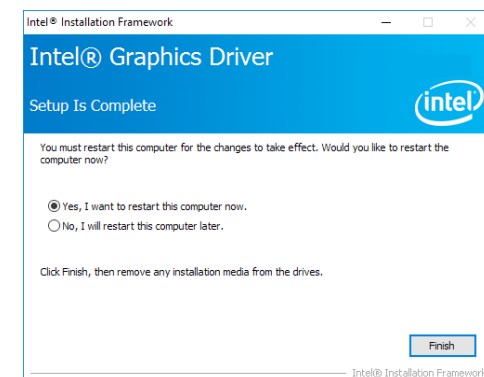 Intel® Installation Framework
Intel® Graphics Driver
Setup Is Complete
intel
You must restart this computer for the changes to take effect. Would you like to restart the
computer now?
Yes, I want to restart this computer now.
No, I will restart this computer later.
Click Finish, then remove any installation media from the drives.
Finish
Intel® Installation Framework